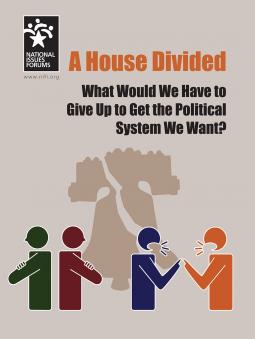 NATIONAL
ISSUES
FORUMS
www.nifi.org
A House Divided
What Would We Have to
Give Up to Get the Political
System We Want?